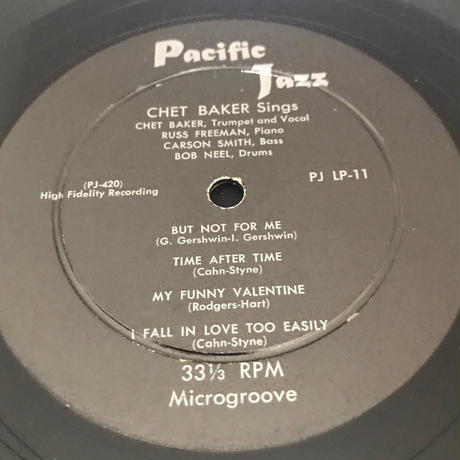 Pacific
Jazz
CHET BAKER Sings
CHET BAKER, Trumpet and Vocal
RUSS FREEMAN, Piano
CARSON SMITH, Bass
BOB NEEL, Drums
(PJ-420)
High Fidelity Recording
PJ LP-11
BUT NOT FOR ME
(G. Gershwin-I. Gershwin)
TIME AFTER TIME
(Cahn-Styne)
MY FUNNY VALENTINE
(Rodgers-Hart)
I FALL IN LOVE TOO EASILY
(Cahn-Styne)
33⅓ RPM
Microgroove